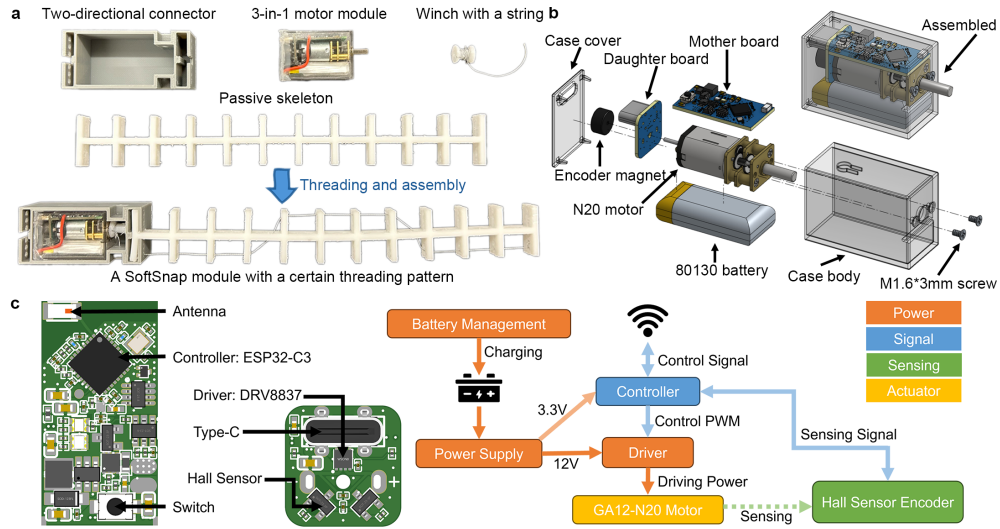 a
Two-directional connector
3-in-1 motor module
Winch with a string
Passive skeleton
Threading and assembly
A SoftSnap module with a certain threading pattern
b
Case cover
Daughter board
Mother board
Assembled
Encoder magnet
N20 motor
80130 battery
Case body
M1.6*3mm screw
c
Antenna
Controller: ESP32-C3
Driver: DRV8837
Type-C
Hall Sensor
Switch
Battery Management
Charging
Power Supply
3.3V
12V
Control Signal
Controller
Control PWM
Driver
Driving Power
GA12-N20 Motor
Sensing
Sensing Signal
Hall Sensor Encoder
Power
Signal
Sensing
Actuator